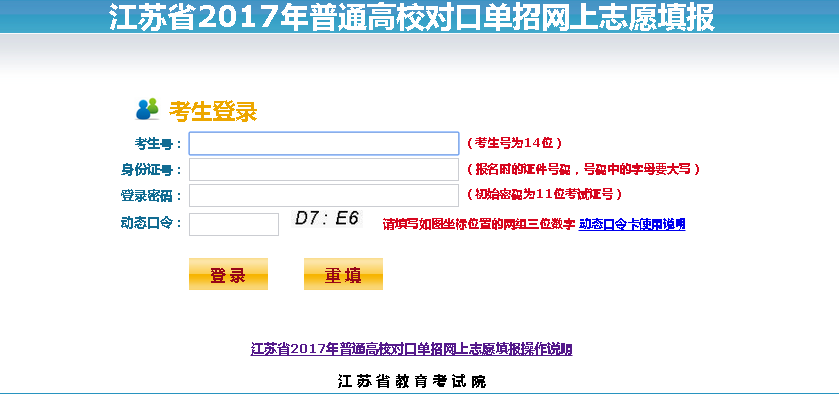 江苏省2017年普通高校对口单招网上志愿填报
考生登录
考生号： （考生号为14位）
身份证号： （报名时的证件号码，号码中的字母要大写）
登录密码： （初始密码为11位考试证号）
动态口令： D7: E6 请填写如图坐标位置的两组三位数字 动态口令卡使用说明
登录 重填
江苏省2017年普通高校对口单招网上志愿填报操作说明
江苏省教育考试院